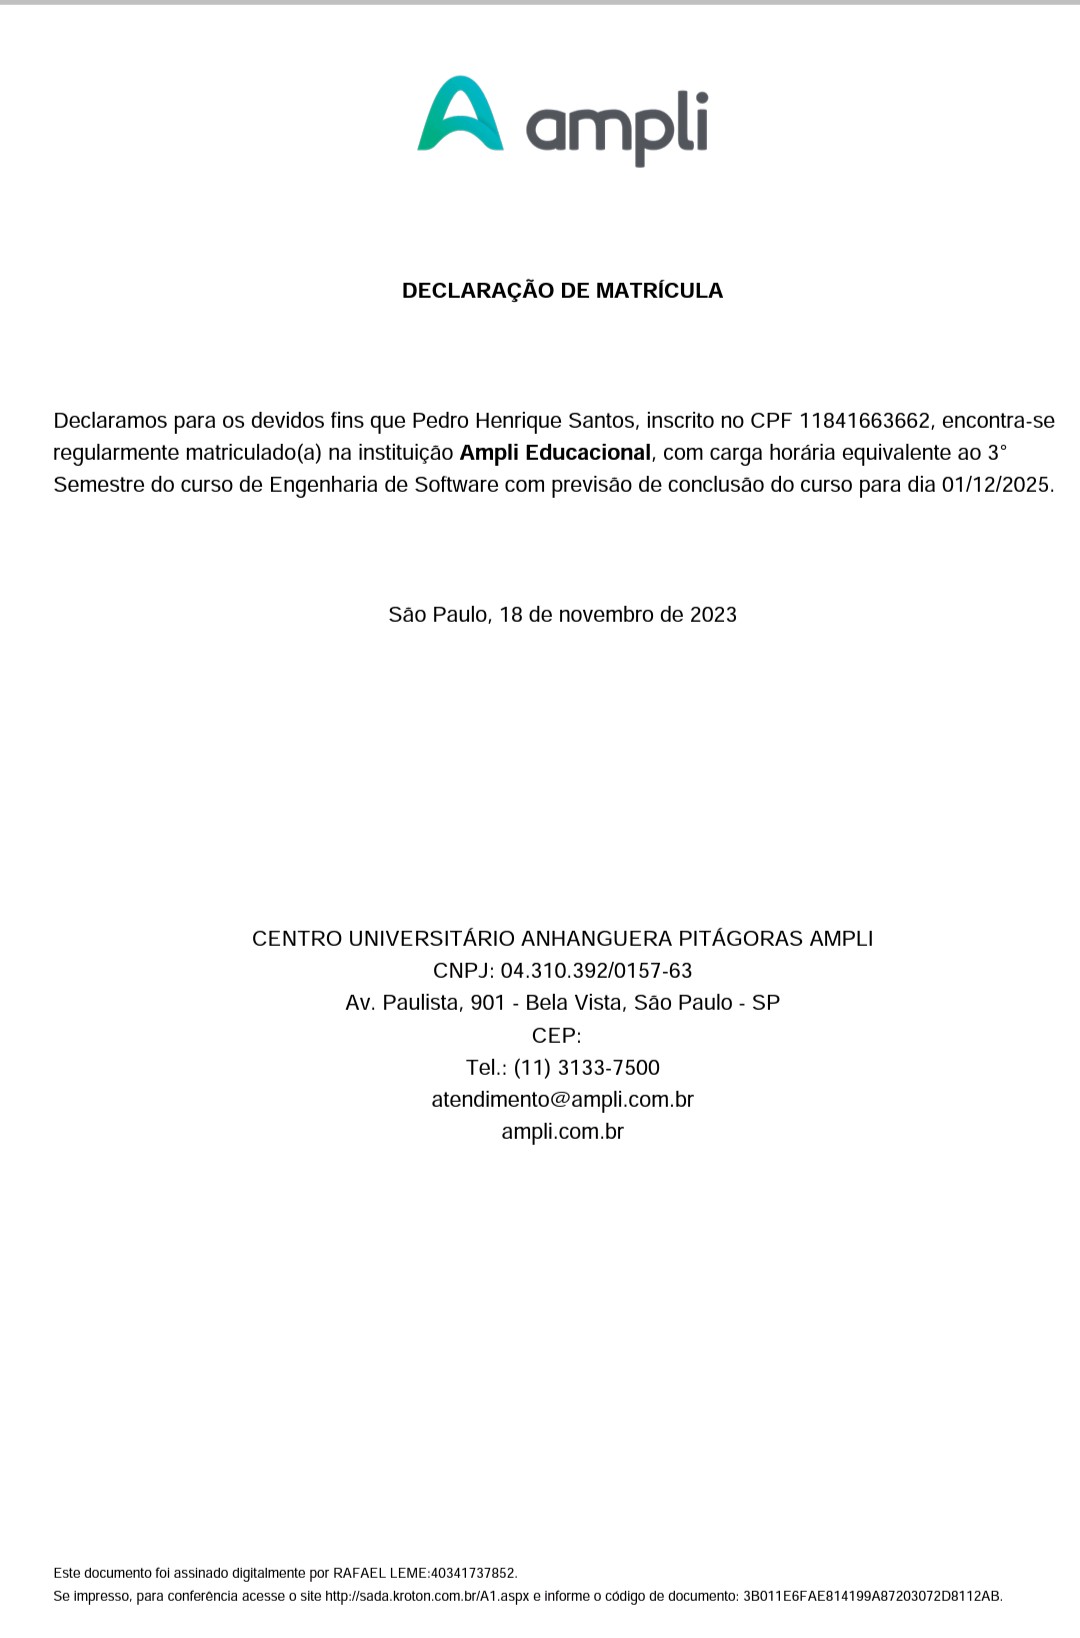 ampli
DECLARAÇÃO DE MATRÍCULA
Declaramos para os devidos fins que Pedro Henrique Santos, inscrito no CPF 11841663662, encontra-se
regularmente matriculado(a) na instituição Ampli Educacional, com carga horária equivalente ao 3°
Semestre do curso de Engenharia de Software com previsão de conclusão do curso para dia 01/12/2025.
São Paulo, 18 de novembro de 2023
CENTRO UNIVERSITÁRIO ANHANGUERA PITÁGORAS AMPLI
CNPJ: 04.310.392/0157-63
Av. Paulista, 901 - Bela Vista, São Paulo - SP
CEP:
Tel.: (11) 3133-7500
atendimento@ampli.com.br
ampli.com.br
Este documento foi assinado digitalmente por RAFAEL LEME:40341737852.
Se impresso, para conferência acesse o site http://sada.kroton.com.br/A1.aspx e informe o código de documento: 3B011E6FAE814199A87203072D8112AB.